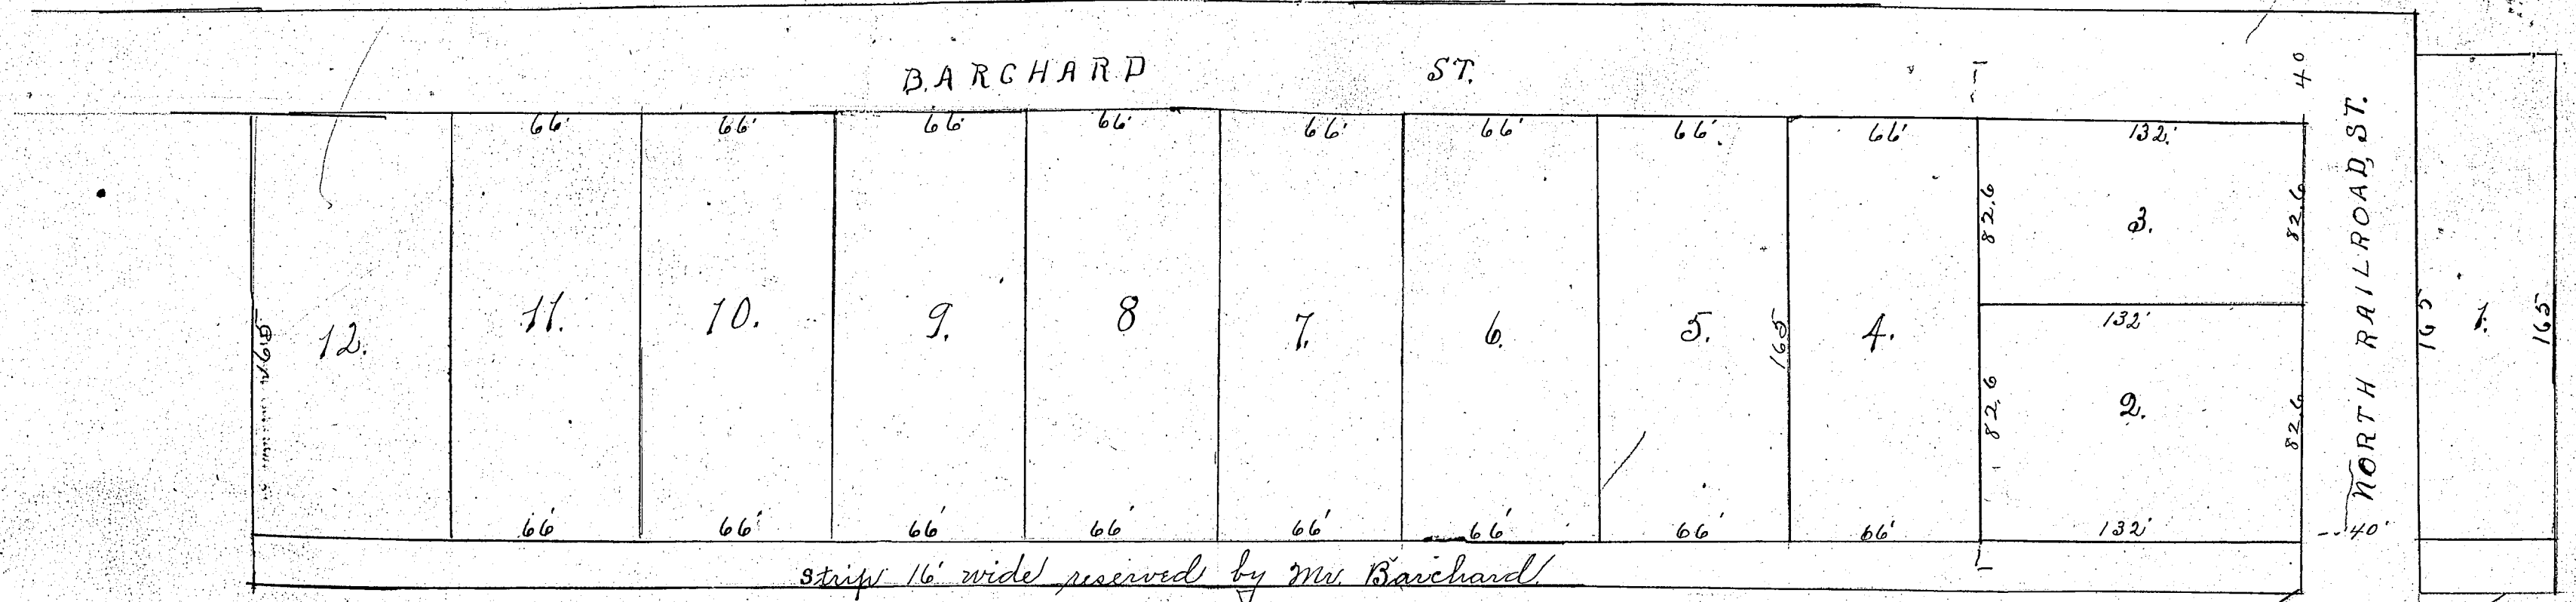 BARCHARD ST.
40
66' 66' 66' 66' 66' 66' 66' 66' 132'
NORTH RAILROAD, ST.
82.6 3. 82.6
12. 11. 10. 9. 8 7. 6. 5. 165 4.
132'
165 1. 165
82.6 2. 82.6
66' 66' 66' 66' 66' 66' 66' 66' 132' 40'
Strip 16' wide reserved by Mr. Barchard